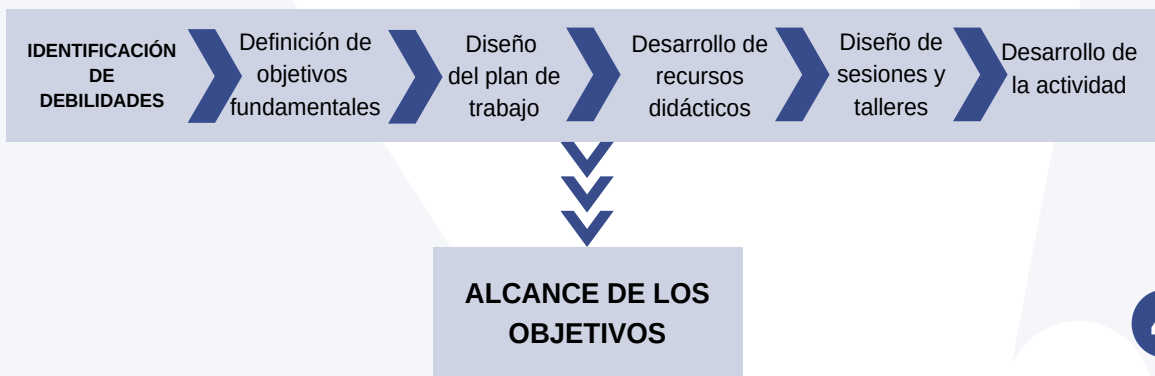 IDENTIFICACIÓN
DE
DEBILIDADES
Definición de
objetivos
fundamentales
Diseño
del plan de
trabajo
Desarrollo de
recursos
didácticos
Diseño de
sesiones y
talleres
Desarrollo de
la actividad
ALCANCE DE LOS
OBJETIVOS